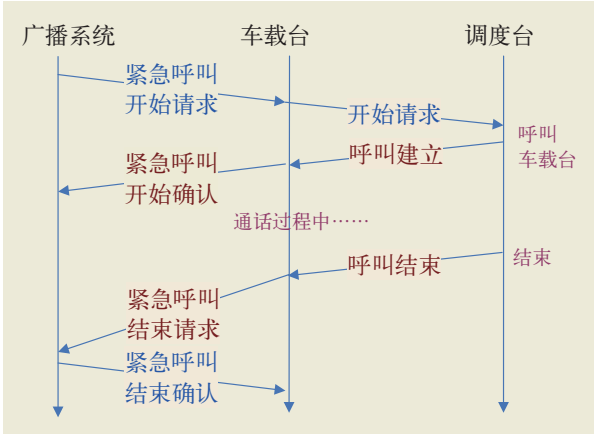 广播系统
车载台
调度台
紧急呼叫
开始请求
开始请求
呼叫
车载台
呼叫建立
紧急呼叫
开始确认
通话过程中……
结束
呼叫结束
紧急呼叫
结束请求
紧急呼叫
结束确认